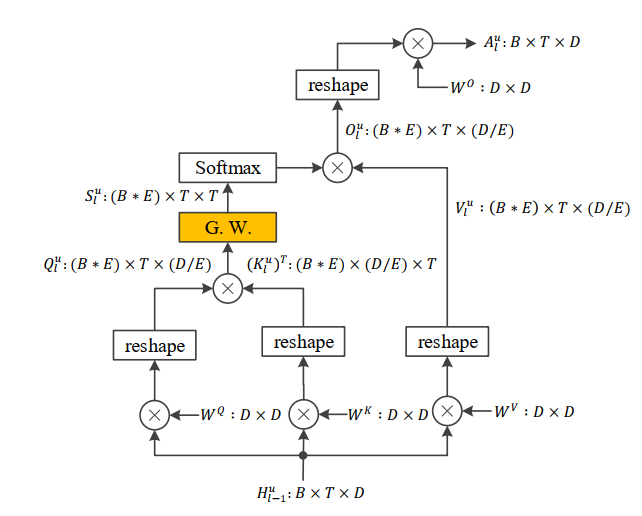 A_l^u: B × T × D
reshape
W^O : D × D
O_l^u: (B * E) × T × (D/E)
Softmax
S_l^u: (B * E) × T × T
V_l^u : (B * E) × T × (D/E)
G. W.
Q_l^u: (B * E) × T × (D/E) (K_l^u)^T: (B * E) × (D/E) × T
reshape reshape reshape
W^Q : D × D W^K : D × D W^V : D × D
H_{l-1}^u: B × T × D